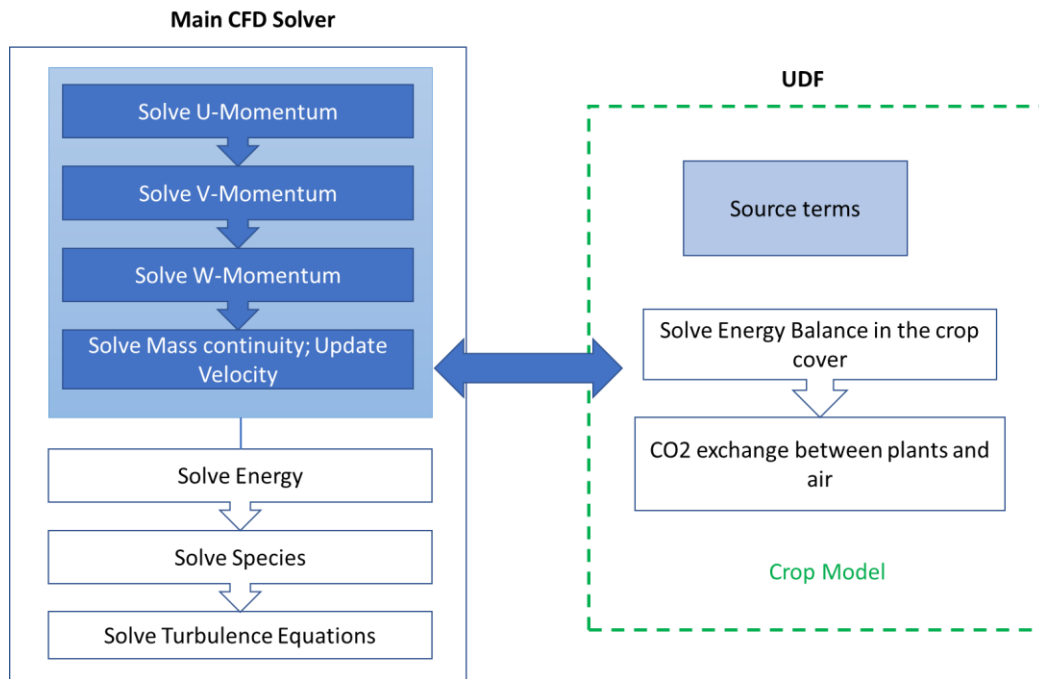 Main CFD Solver
Solve U-Momentum
Solve V-Momentum
Solve W-Momentum
Solve Mass continuity; Update
Velocity
Solve Energy
Solve Species
Solve Turbulence Equations
UDF
Source terms
Solve Energy Balance in the crop
cover
CO2 exchange between plants and
air
Crop Model